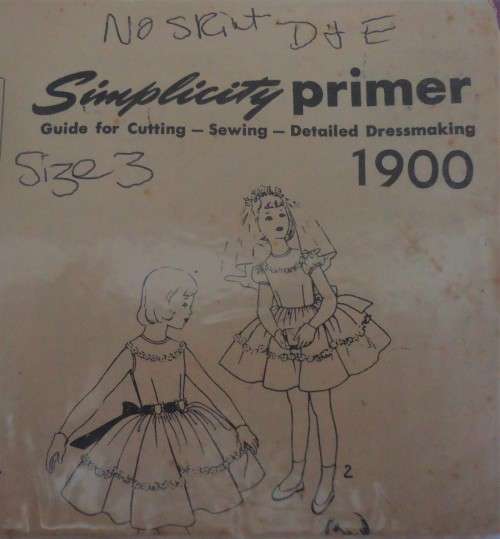 No Skirt D & E
Simplicity primer
Guide for Cutting — Sewing — Detailed Dressmaking
Size 3
1900
2